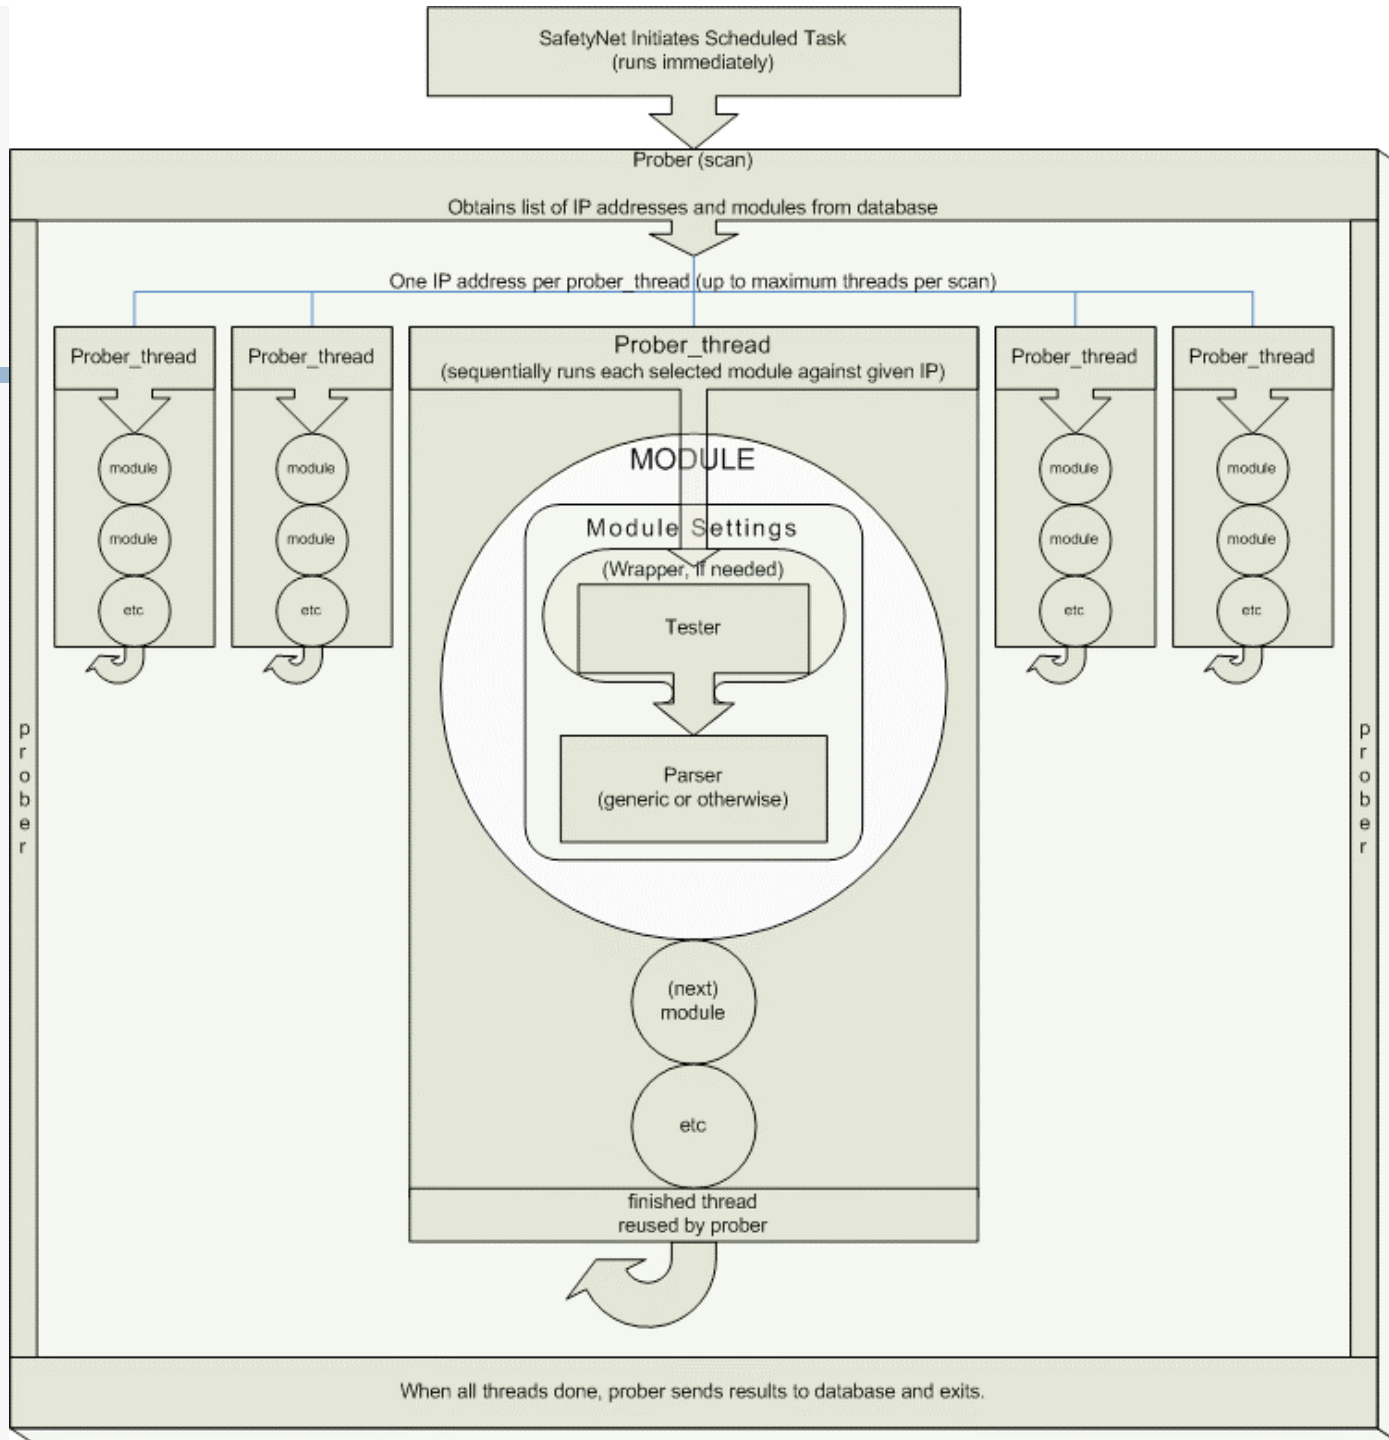 SafetyNet Initiates Scheduled Task
(runs immediately)
Prober (scan)
Obtains list of IP addresses and modules from database
One IP address per prober_thread (up to maximum threads per scan)
Prober_thread
module
module
etc
Prober_thread
module
module
etc
Prober_thread
(sequentially runs each selected module against given IP)
MODULE
Module Settings
(Wrapper, if needed)
Tester
Parser
(generic or otherwise)
(next)
module
etc
finished thread
reused by prober
Prober_thread
module
module
etc
Prober_thread
module
module
etc
prober
prober
When all threads done, prober sends results to database and exits.